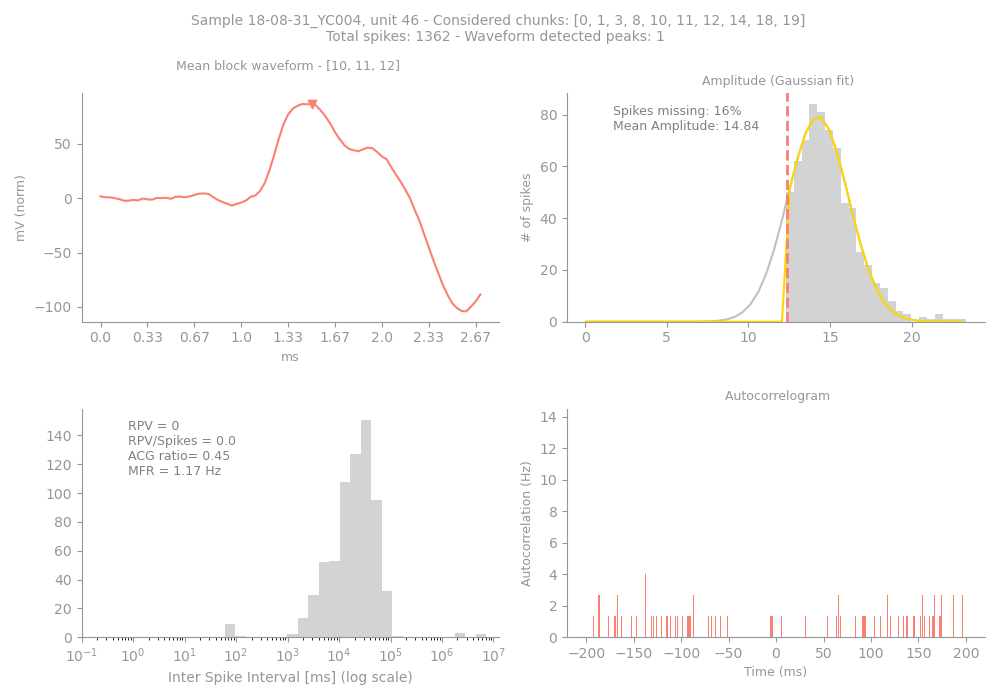 Sample 18-08-31_YC004, unit 46 - Considered chunks: [0, 1, 3, 8, 10, 11, 12, 14, 18, 19]
Total spikes: 1362 - Waveform detected peaks: 1
Mean block waveform - [10, 11, 12]
mV (norm)
50
0
−50
−100
0.0 0.33 0.67 1.0 1.33 1.67 2.0 2.33 2.67
ms
Amplitude (Gaussian fit)
Spikes missing: 16%
Mean Amplitude: 14.84
# of spikes
80
60
40
20
0
0 5 10 15 20
RPV = 0
RPV/Spikes = 0.0
ACG ratio= 0.45
MFR = 1.17 Hz
140
120
100
80
60
40
20
0
10⁻¹ 10⁰ 10¹ 10² 10³ 10⁴ 10⁵ 10⁶ 10⁷
Inter Spike Interval [ms] (log scale)
Autocorrelogram
Autocorrelation (Hz)
14
12
10
8
6
4
2
0
−200 −150 −100 −50 0 50 100 150 200
Time (ms)